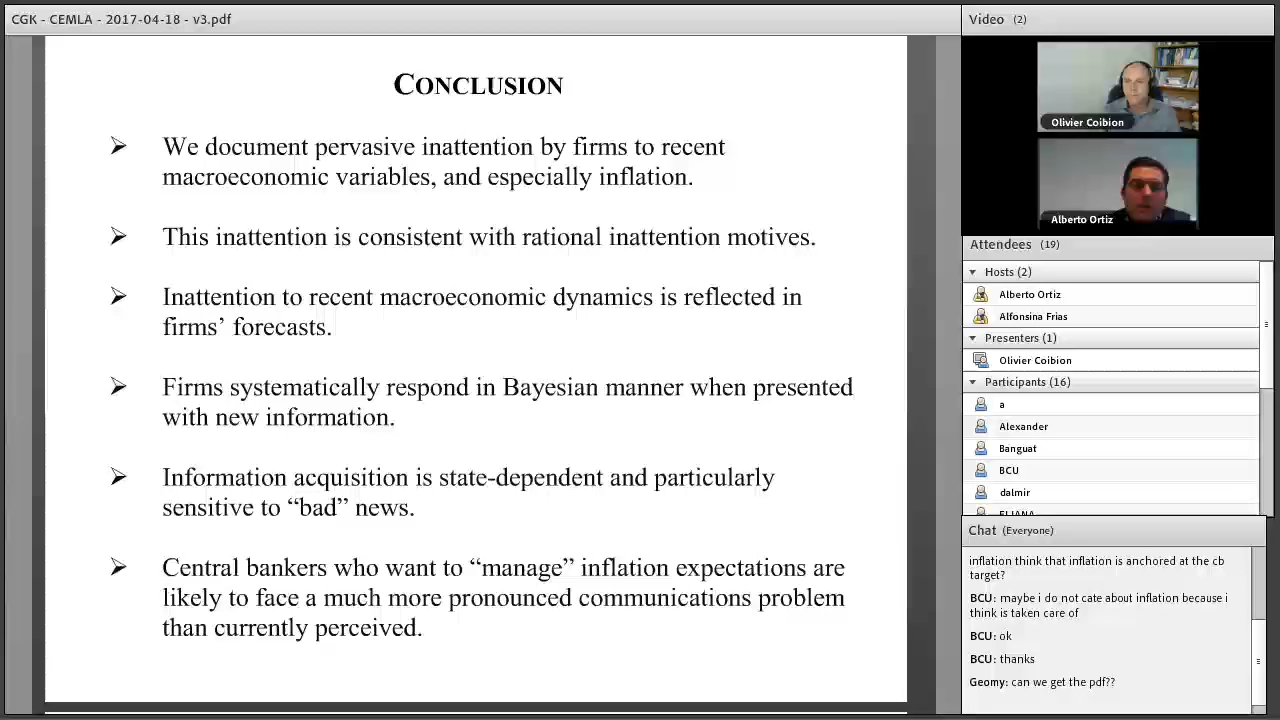 CGK - CEMLA - 2017-04-18 - v3.pdf
CONCLUSION
➢ We document pervasive inattention by firms to recent
macroeconomic variables, and especially inflation.
➢ This inattention is consistent with rational inattention motives.
➢ Inattention to recent macroeconomic dynamics is reflected in
firms’ forecasts.
➢ Firms systematically respond in Bayesian manner when presented
with new information.
➢ Information acquisition is state-dependent and particularly
sensitive to “bad” news.
➢ Central bankers who want to “manage” inflation expectations are
likely to face a much more pronounced communications problem
than currently perceived.
Video (2)
Olivier Coibion
Alberto Ortiz
Attendees (19)
Hosts (2)
Alberto Ortiz
Alfonsina Frias
Presenters (1)
Olivier Coibion
Participants (16)
a
Alexander
Banguat
BCU
dalmir
ELIANA
Chat (Everyone)
inflation think that inflation is anchored at the cb
target?
BCU: maybe i do not cate about inflation because i
think is taken care of
BCU: ok
BCU: thanks
Geomy: can we get the pdf??